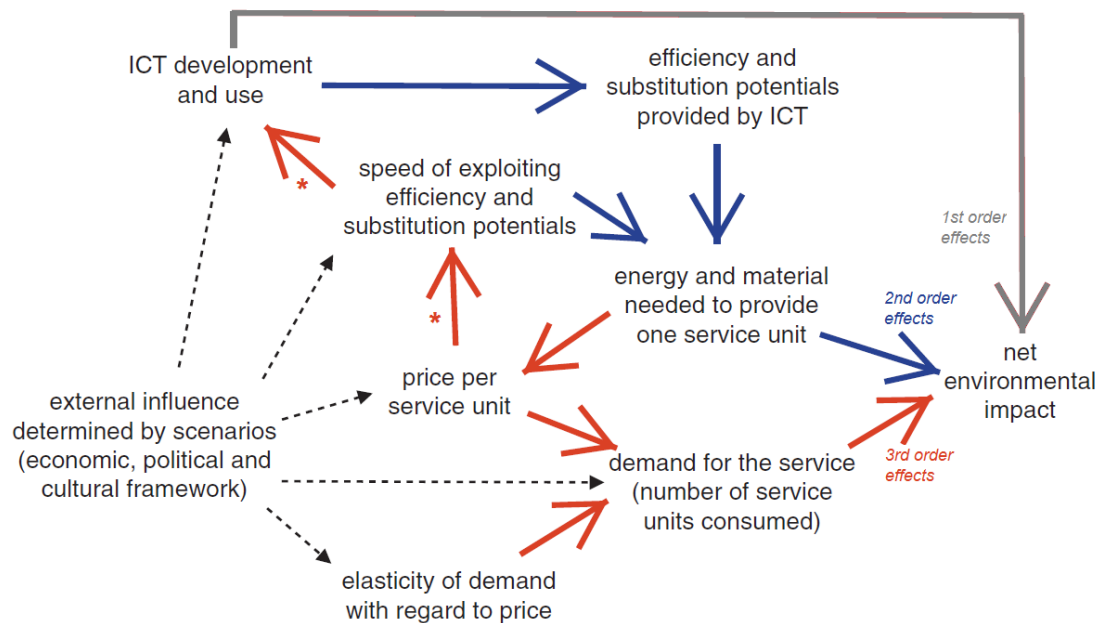 ICT development
and use
efficiency and
substitution potentials
provided by ICT
speed of exploiting
efficiency and
substitution potentials
*
1st order
effects
energy and material
needed to provide
one service unit
2nd order
effects
*
net
environmental
impact
price per
service unit
external influence
determined by scenarios
(economic, political and
cultural framework)
demand for the service
(number of service
units consumed)
3rd order
effects
elasticity of demand
with regard to price